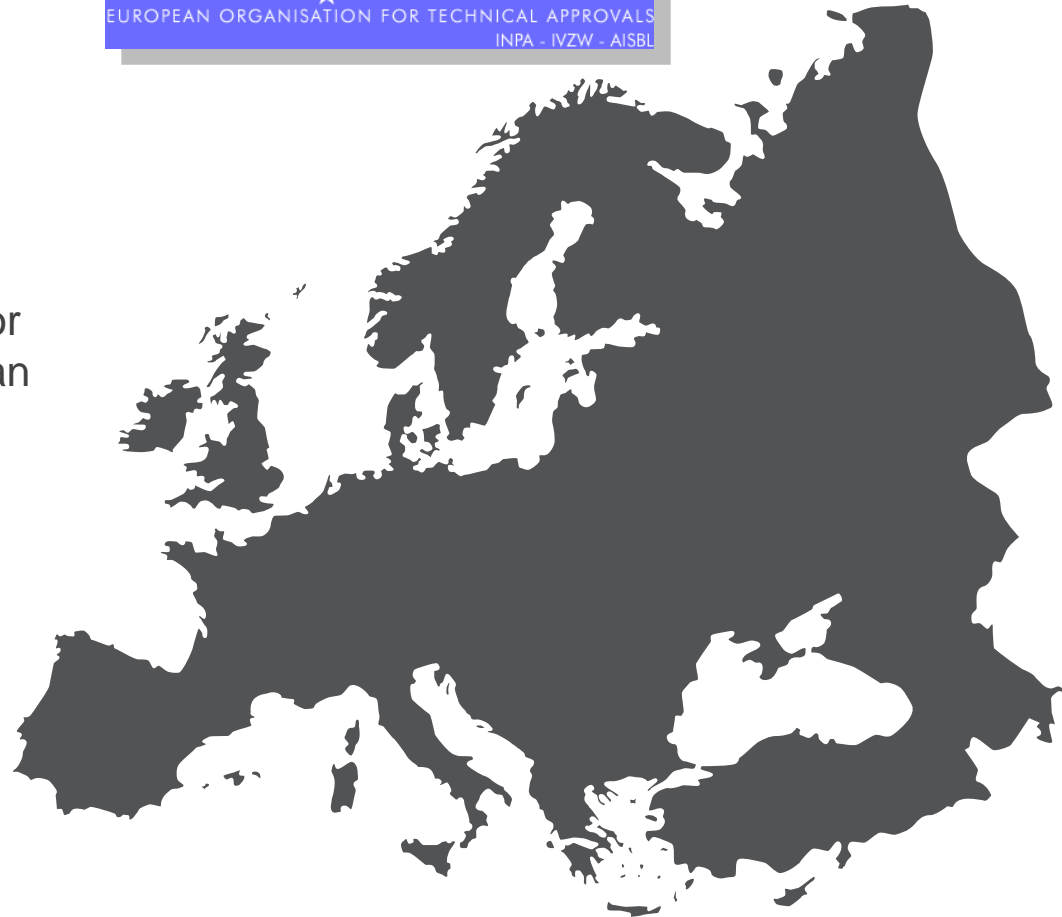 EUROPEAN ORGANISATION FOR TECHNICAL APPROVALS
INPA - IVZW - AISBL